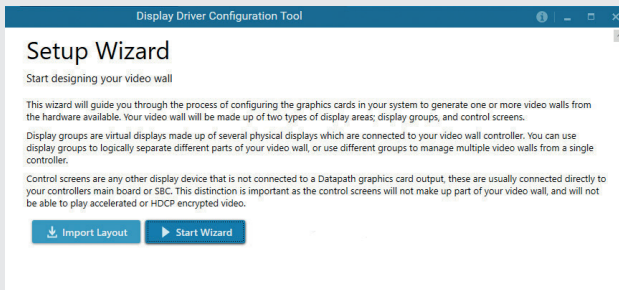 Display Driver Configuration Tool
Setup Wizard
Start designing your video wall
This wizard will guide you through the process of configuring the graphics cards in your system to generate one or more video walls from
the hardware available. Your video wall will be made up of two types of display areas; display groups, and control screens.
Display groups are virtual displays made up of several physical displays which are connected to your video wall controller. You can use
display groups to logically separate different parts of your video wall, or use different groups to manage multiple video walls from a single
controller.
Control screens are any other display device that is not connected to a Datapath graphics card output, these are usually connected directly to
your controllers main board or SBC. This distinction is important as the control screens will not make up part of your video wall, and will not
be able to play accelerated or HDCP encrypted video.
Import Layout Start Wizard